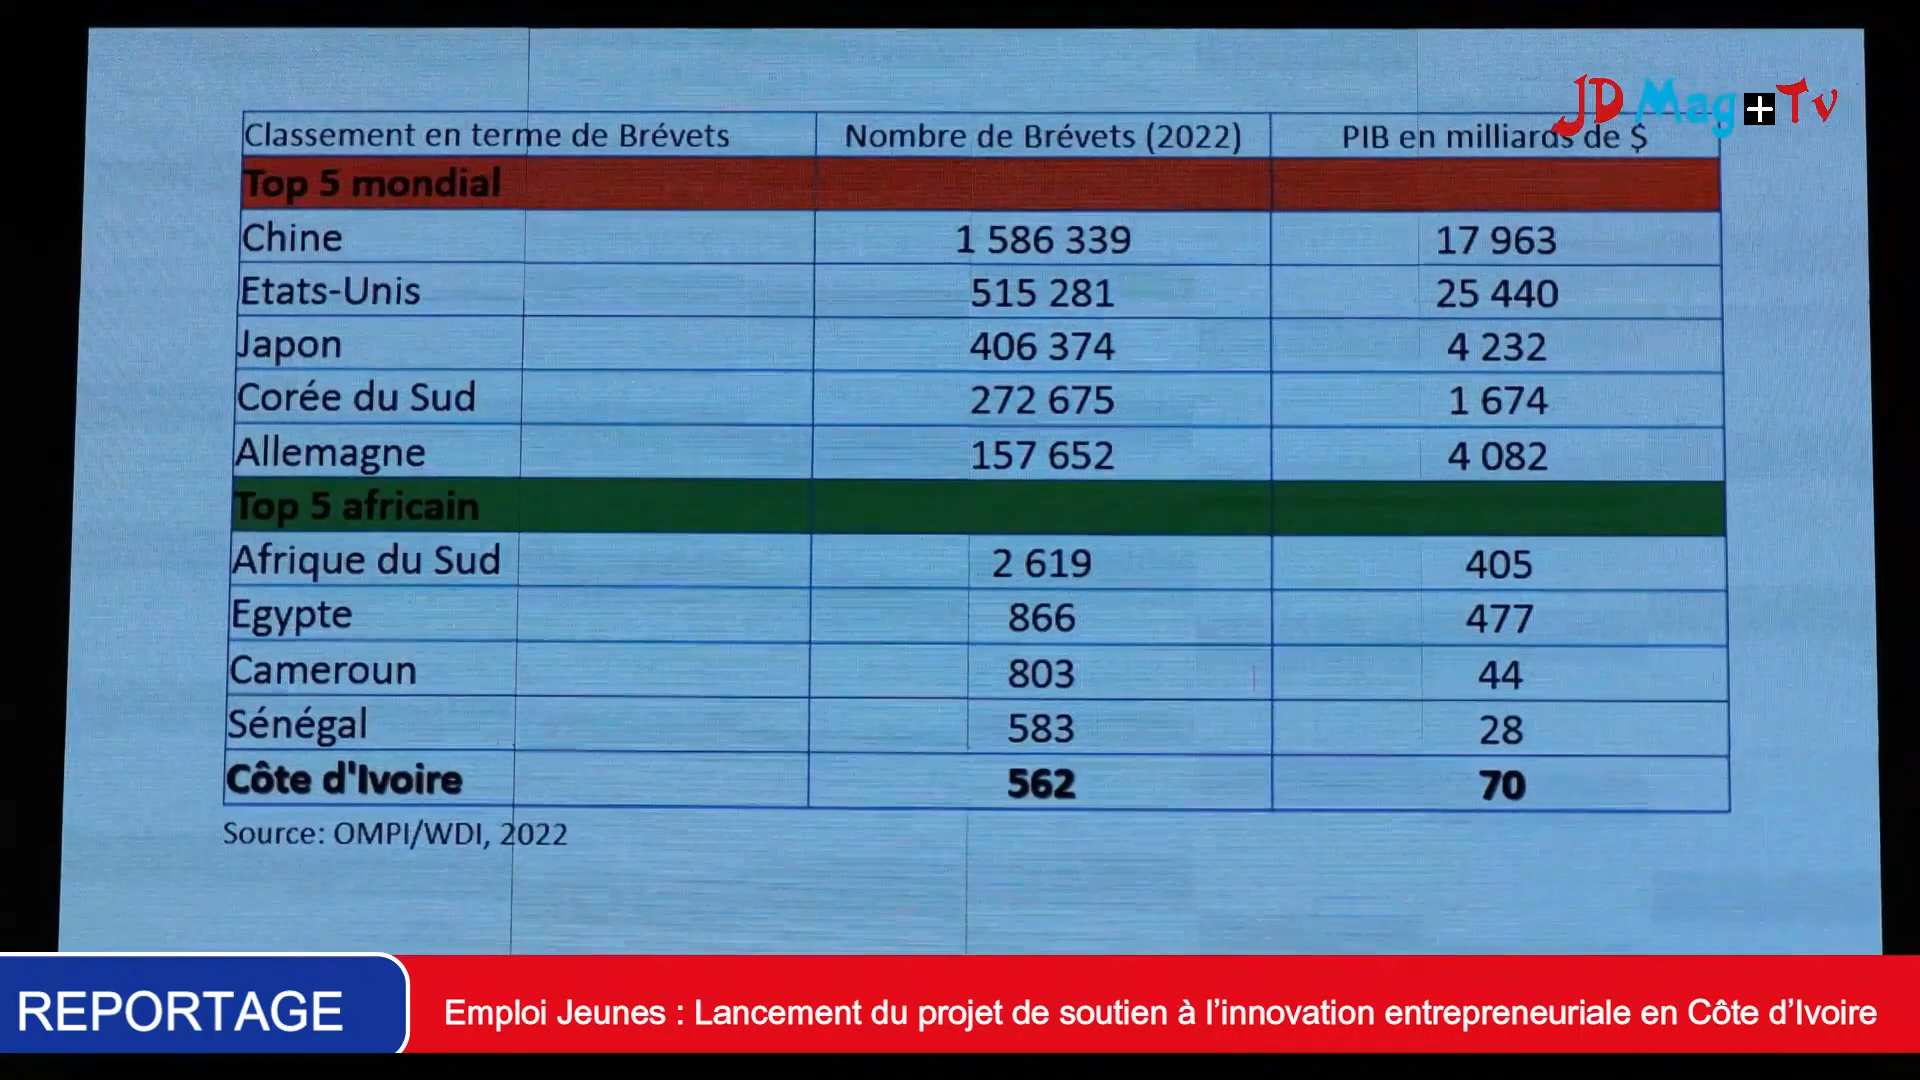 JD Mag+Tv
Classement en terme de Brévets Nombre de Brévets (2022) PIB en milliards de $
Top 5 mondial
Chine 1 586 339 17 963
Etats-Unis 515 281 25 440
Japon 406 374 4 232
Corée du Sud 272 675 1 674
Allemagne 157 652 4 082
Top 5 africain
Afrique du Sud 2 619 405
Egypte 866 477
Cameroun 803 44
Sénégal 583 28
Côte d'Ivoire 562 70
Source: OMPI/WDI, 2022
REPORTAGE Emploi Jeunes : Lancement du projet de soutien à l’innovation entrepreneuriale en Côte d’Ivoire